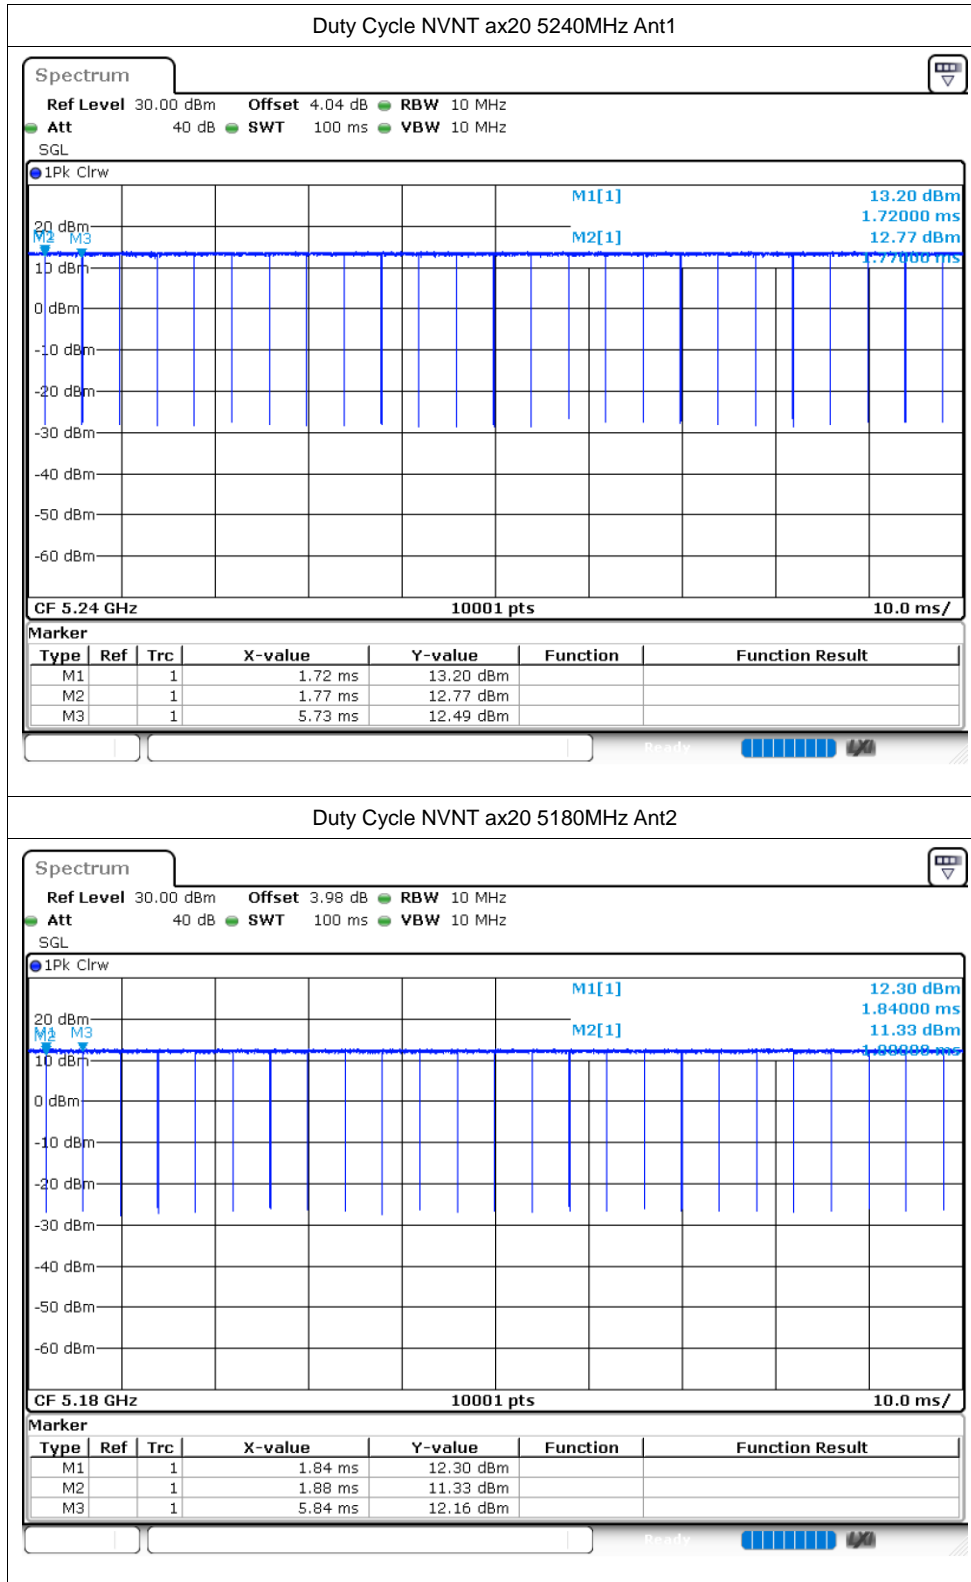 Duty Cycle NVNT ax20 5240MHz Ant1
Spectrum
Ref Level 30.00 dBm Offset 4.04 dB RBW 10 MHz
Att 40 dB SWT 100 ms VBW 10 MHz
SGL
1Pk Clrw
M1[1] 13.20 dBm
1.72000 ms
20 dBm
M2 M3 M2[1] 12.77 dBm
1.77000 ms
10 dBm
0 dBm
-10 dBm
-20 dBm
-30 dBm
-40 dBm
-50 dBm
-60 dBm
CF 5.24 GHz 10001 pts 10.0 ms/
Marker
Type Ref Trc X-value Y-value Function Function Result
M1 1 1.72 ms 13.20 dBm
M2 1 1.77 ms 12.77 dBm
M3 1 5.73 ms 12.49 dBm
Ready LXI
Duty Cycle NVNT ax20 5180MHz Ant2
Spectrum
Ref Level 30.00 dBm Offset 3.98 dB RBW 10 MHz
Att 40 dB SWT 100 ms VBW 10 MHz
SGL
1Pk Clrw
M1[1] 12.30 dBm
1.84000 ms
20 dBm
M2 M3 M2[1] 11.33 dBm
1.88000 ms
10 dBm
0 dBm
-10 dBm
-20 dBm
-30 dBm
-40 dBm
-50 dBm
-60 dBm
CF 5.18 GHz 10001 pts 10.0 ms/
Marker
Type Ref Trc X-value Y-value Function Function Result
M1 1 1.84 ms 12.30 dBm
M2 1 1.88 ms 11.33 dBm
M3 1 5.84 ms 12.16 dBm
Ready LXI